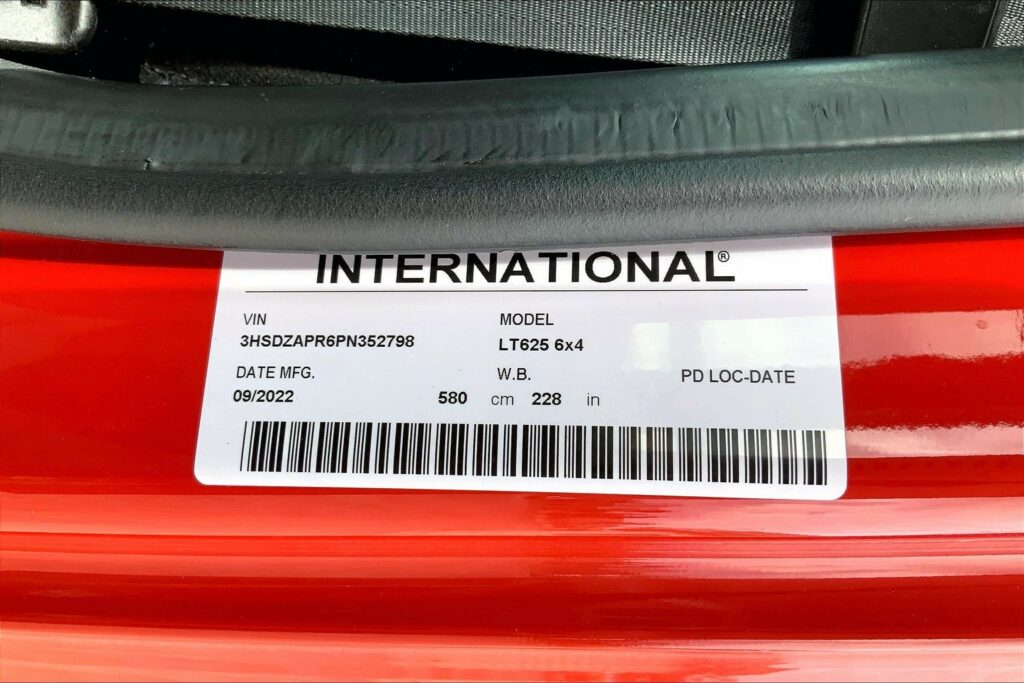 INTERNATIONAL®
VIN MODEL
3HSDZAPR6PN352798 LT625 6x4
DATE MFG. W.B. PD LOC-DATE
09/2022 580 cm 228 in